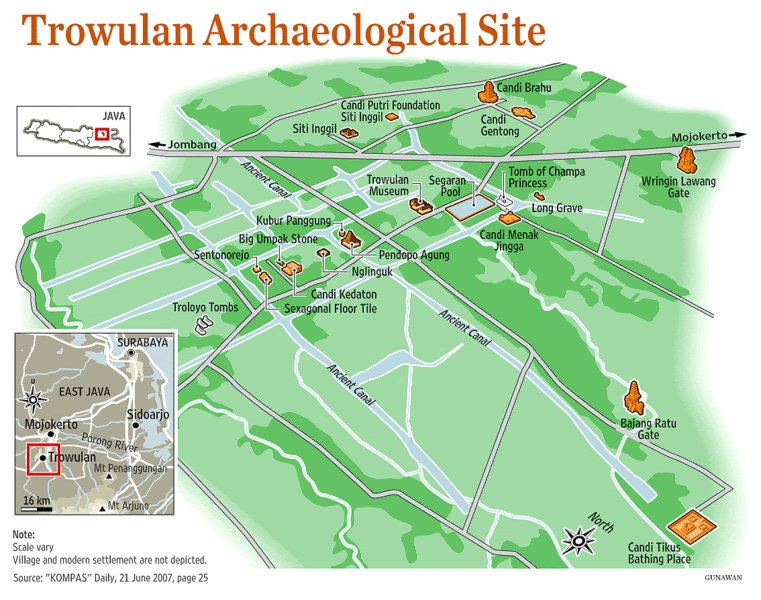 Trowulan Archaeological Site
JAVA
Candi Brahu
Candi Putri Foundation
Siti Inggil
Siti Inggil
Candi
Gentong
Jombang
Mojokerto
Wringin Lawang
Gate
Ancient Canal
Trowulan
Museum
Segaran
Pool
Tomb of Champa
Princess
Long Grave
Candi Menak
Jingga
Kubur Panggung
Big Umpak Stone
Sentonorejo
Pendopo Agung
Nglinguk
Candi Kedaton
Sexagonal Floor Tile
Troloyo Tombs
Ancient Canal
Ancient Canal
Bajang Ratu
Gate
North
Candi Tikus
Bathing Place
SURABAYA
U
EAST JAVA
Sidoarjo
Mojokerto
Porong River
Trowulan
Mt Penanggungan
16 km
Mt Arjuno
Note:
Scale vary
Village and modern settlement are not depicted.
Source: "KOMPAS" Daily, 21 June 2007, page 25
GUNAWAN